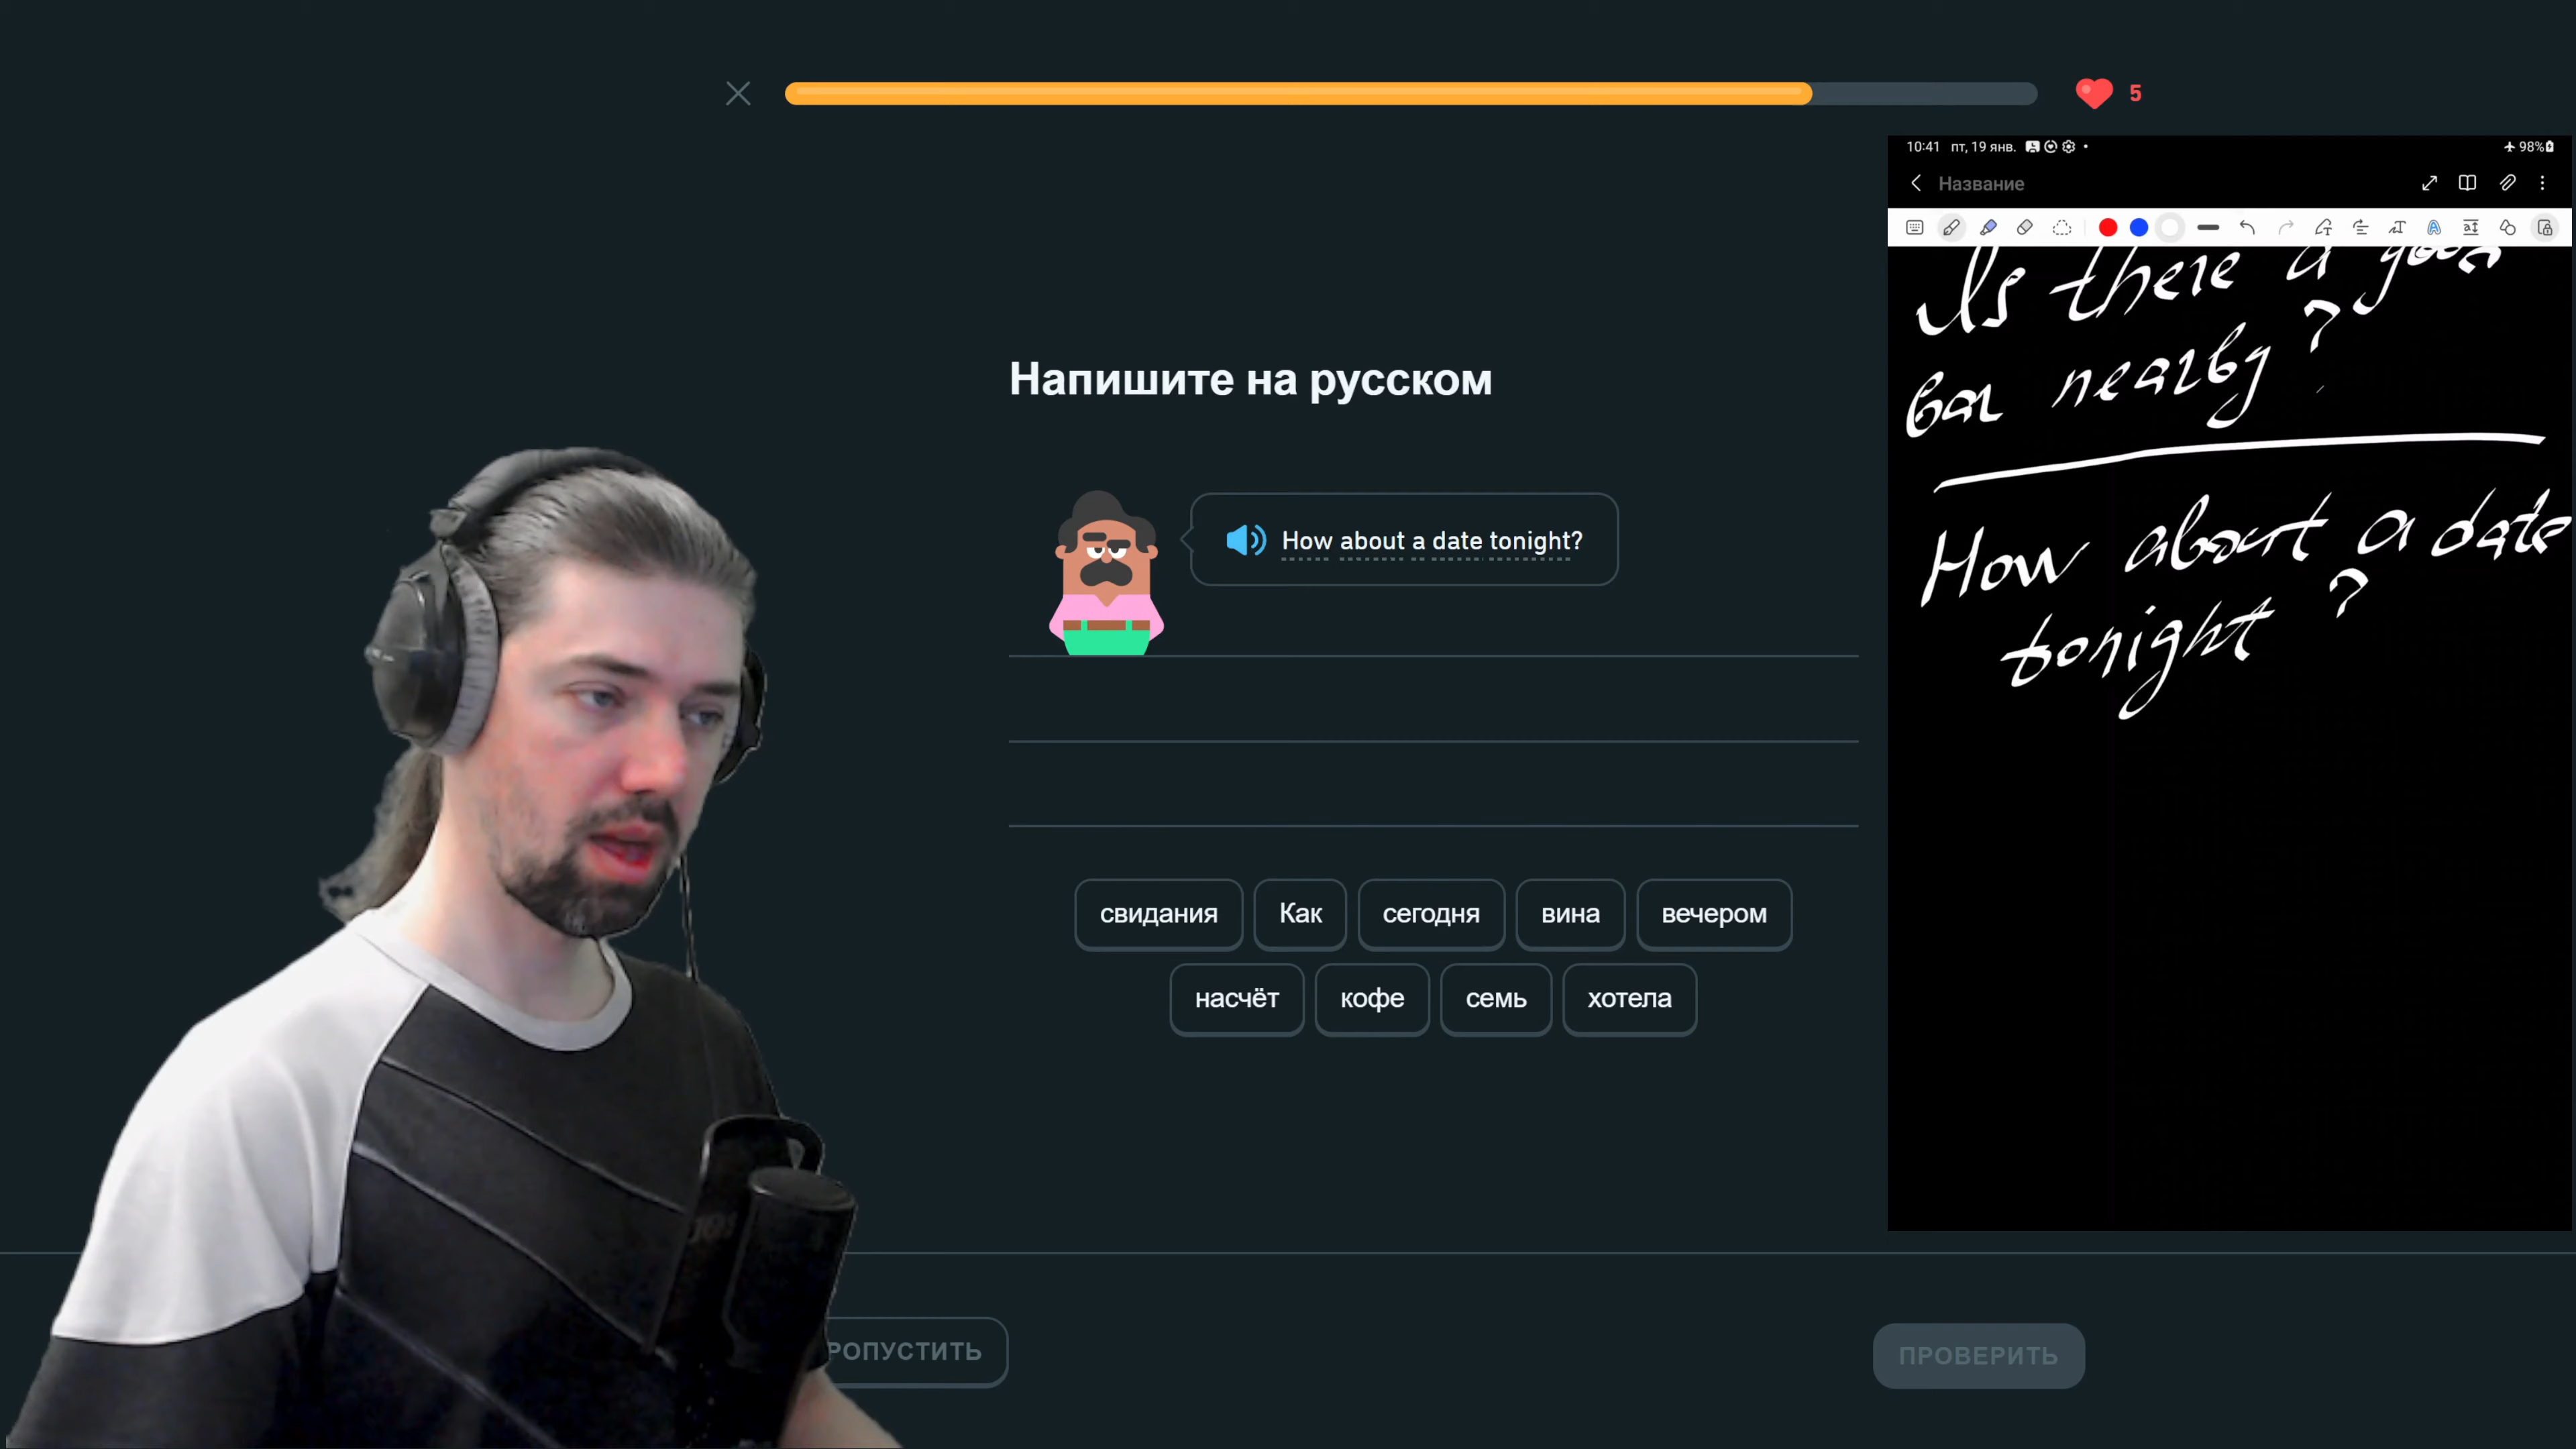 5
10:41 пт, 19 янв.
98%
Название
Is there a good
bar nearby?
How about a date
tonight?
Напишите на русском
How about a date tonight?
свидания Как сегодня вина вечером
насчёт кофе семь хотела
РОПУСТИТЬ
ПРОВЕРИТЬ